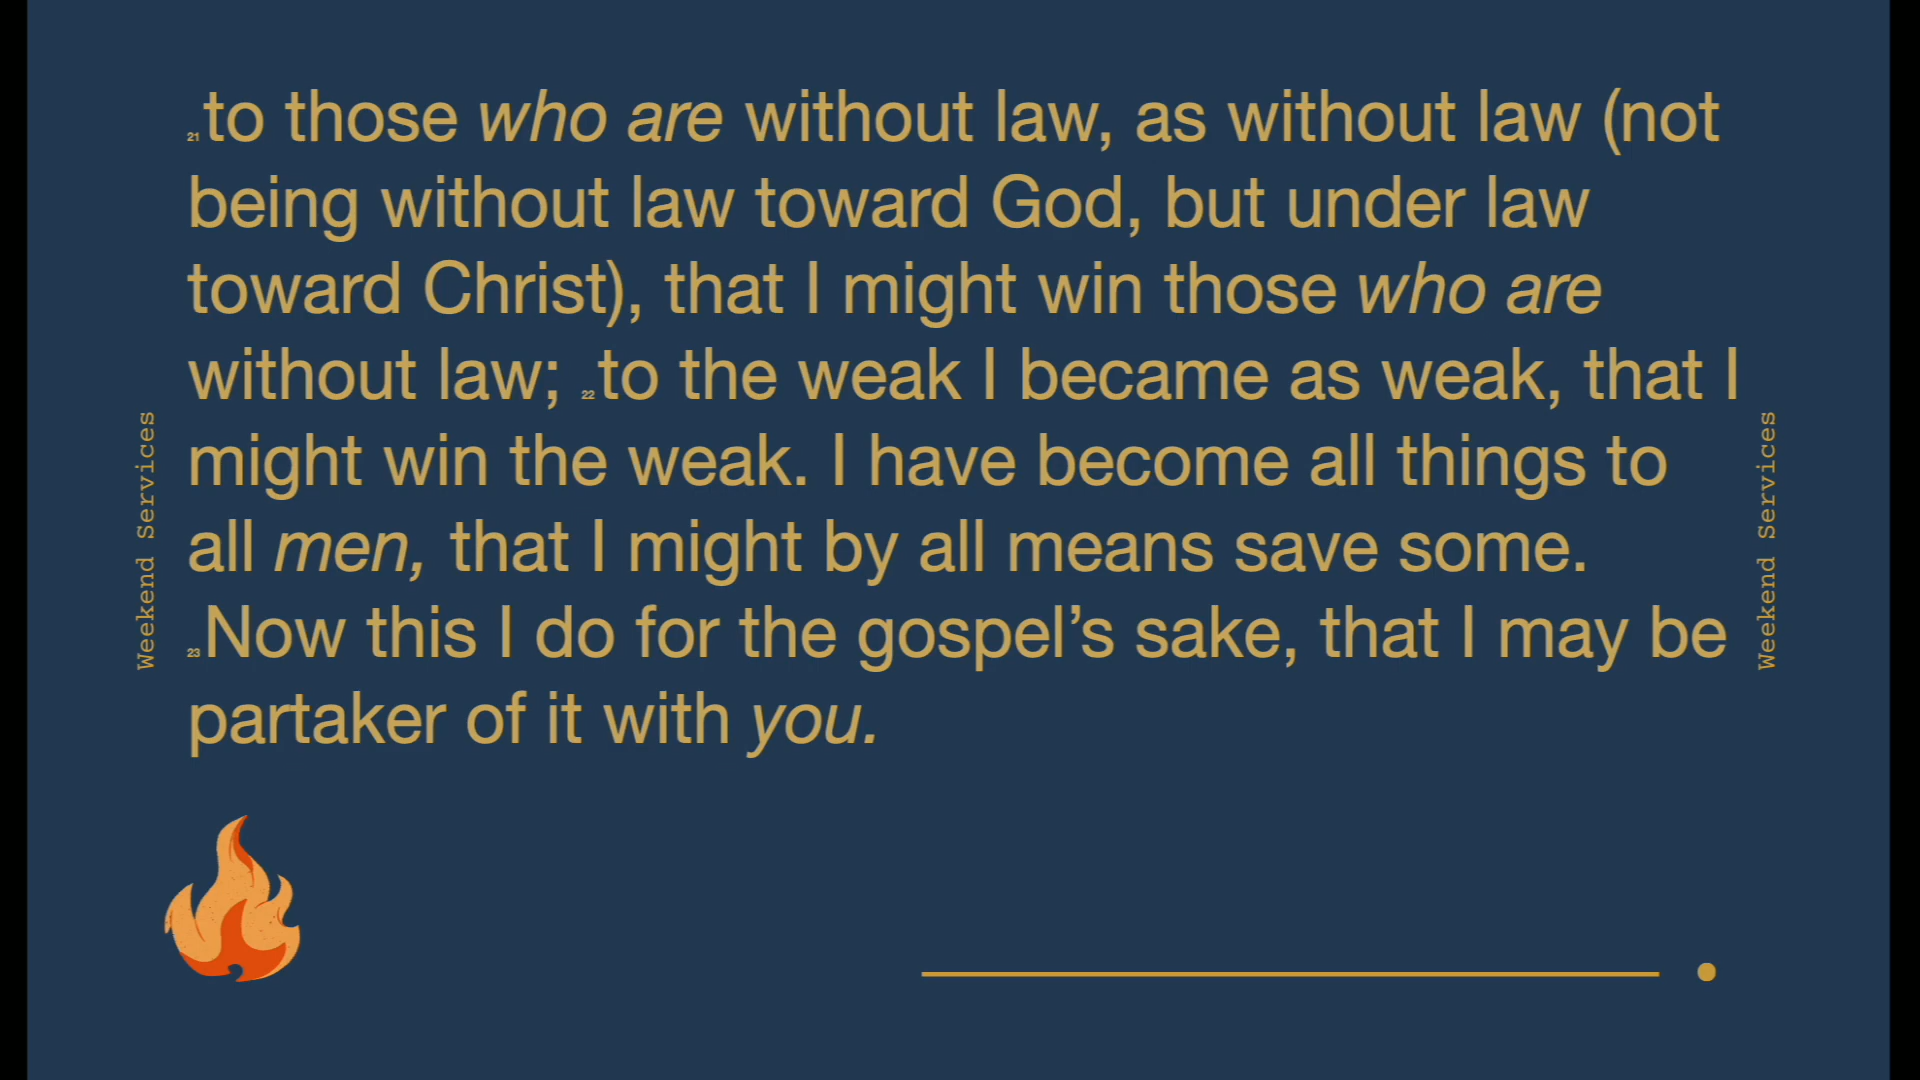 21to those who are without law, as without law (not
being without law toward God, but under law
toward Christ), that I might win those who are
without law; 22to the weak I became as weak, that I
might win the weak. I have become all things to
all men, that I might by all means save some.
23Now this I do for the gospel’s sake, that I may be
partaker of it with you.
Weekend Services
Weekend Services